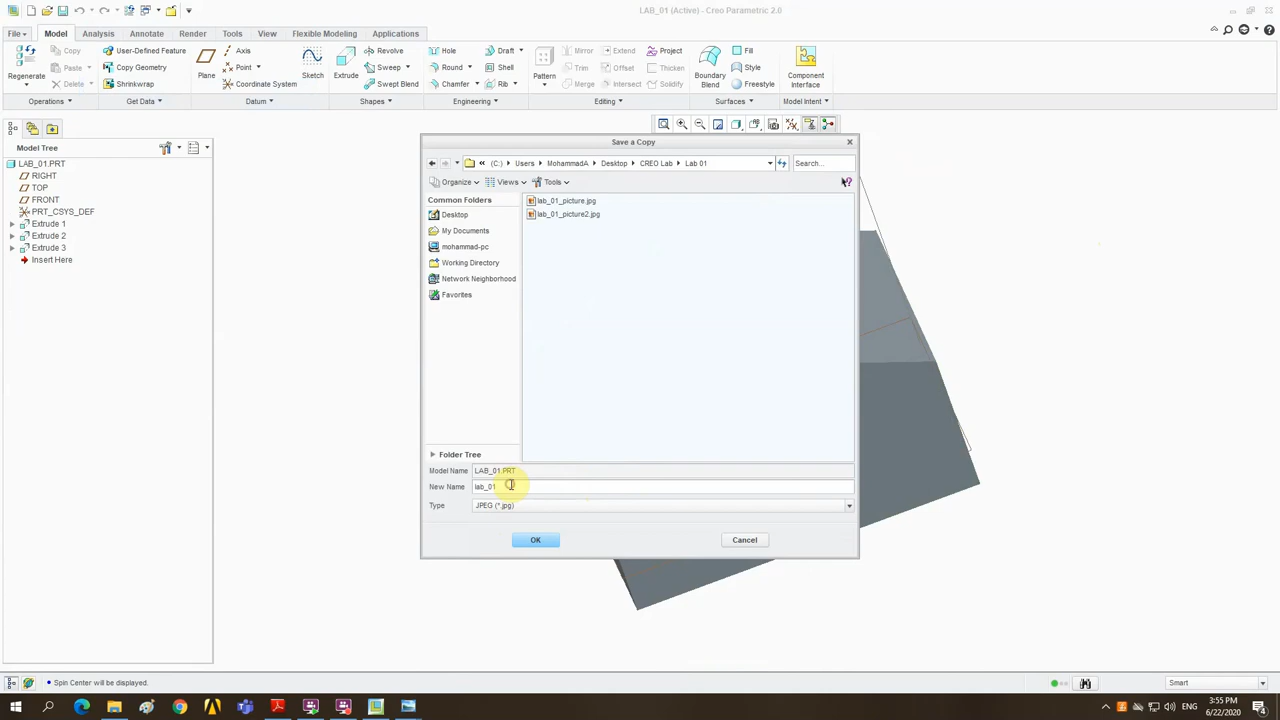 LAB_01 (Active) - Creo Parametric 2.0
File Model Analysis Annotate Render Tools View Flexible Modeling Applications
Regenerate
Copy
Paste
Delete
User-Defined Feature
Copy Geometry
Shrinkwrap
Plane
Axis
Point
Coordinate System
Sketch
Extrude
Revolve
Sweep
Swept Blend
Hole
Round
Chamfer
Draft
Shell
Rib
Pattern
Mirror
Trim
Merge
Extend
Offset
Intersect
Project
Thicken
Solidify
Boundary
Blend
Fill
Style
Freestyle
Component
Interface
Operations Get Data Datum Shapes Engineering Editing Surfaces Model Intent
Model Tree
LAB_01.PRT
RIGHT
TOP
FRONT
PRT_CSYS_DEF
Extrude 1
Extrude 2
Extrude 3
Insert Here
Save a Copy
(C:) Users MohammadA Desktop CREO Lab Lab 01 Search...
Organize Views Tools
Common Folders
Desktop
My Documents
mohammad-pc
Working Directory
Network Neighborhood
Favorites
lab_01_picture.jpg
lab_01_picture2.jpg
Folder Tree
Model Name LAB_01.PRT
New Name lab_01
Type JPEG (*.jpg)
OK Cancel
• Spin Center will be displayed.
Smart
ENG
3:55 PM
6/22/2020
4